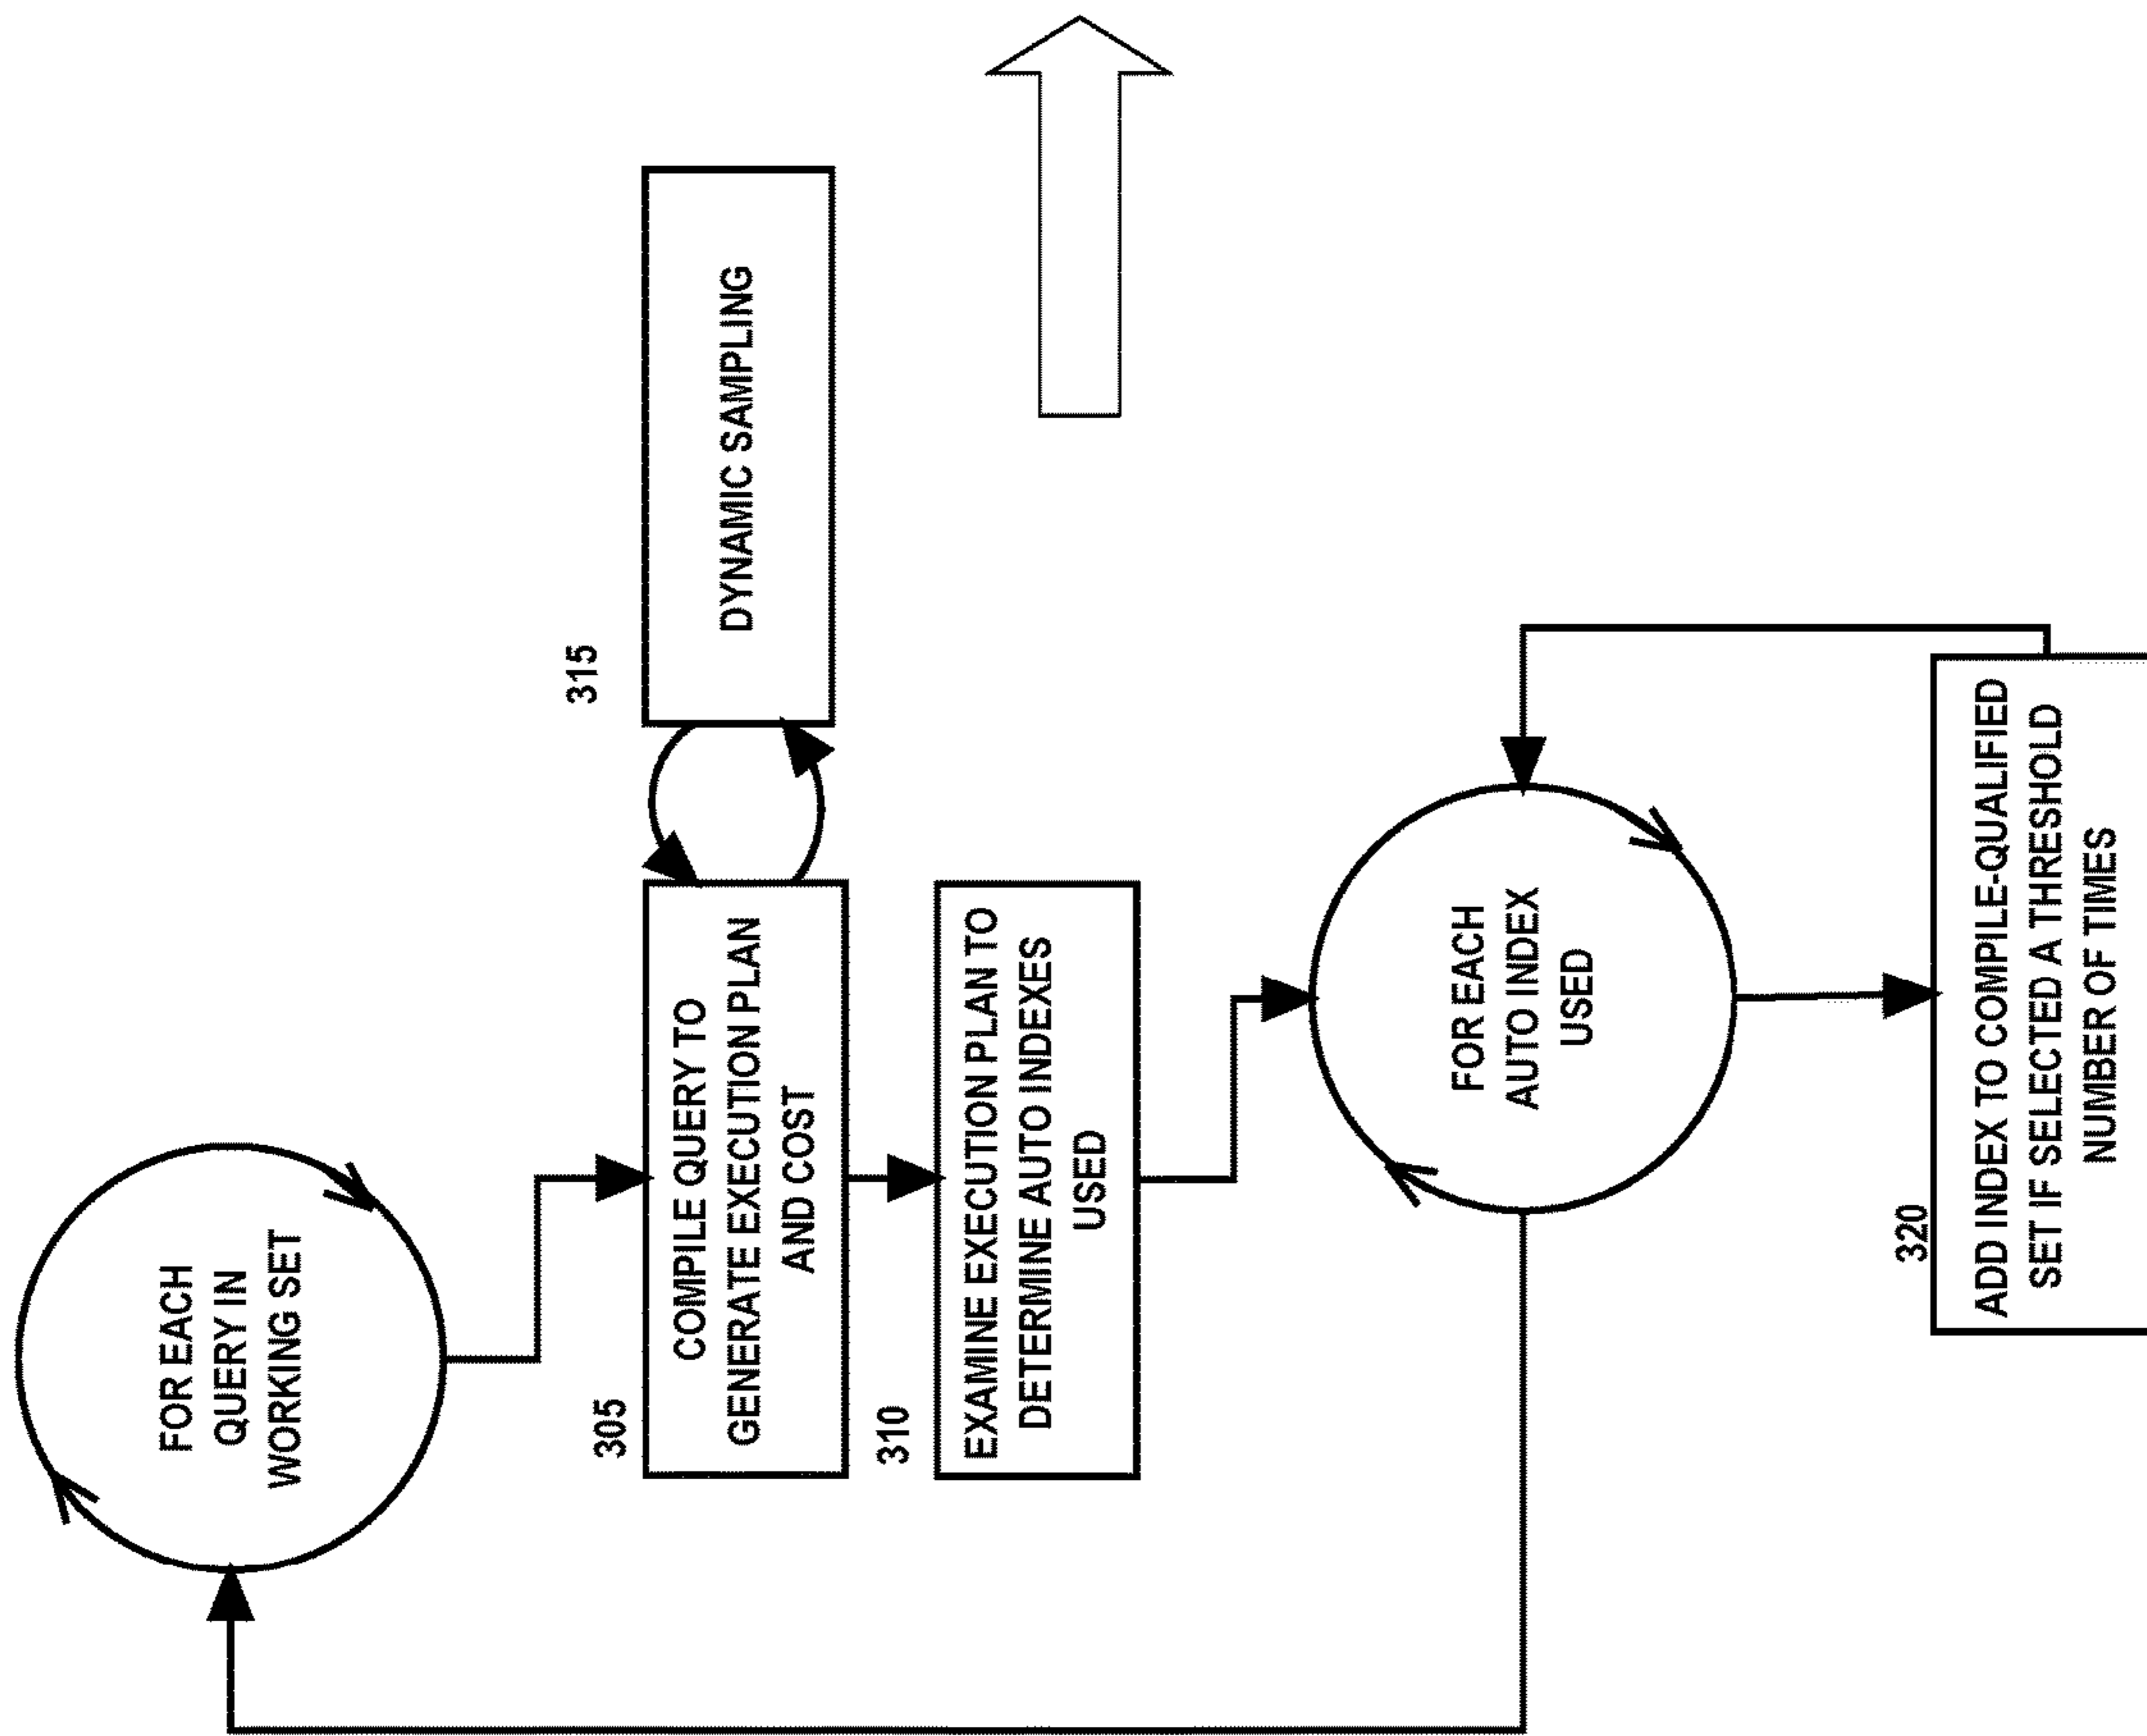 FOR EACH
QUERY IN
WORKING SET
305
COMPILE QUERY TO
GENERATE EXECUTION PLAN
AND COST
315
DYNAMIC SAMPLING
310
EXAMINE EXECUTION PLAN TO
DETERMINE AUTO INDEXES
USED
FOR EACH
AUTO INDEX
USED
320
ADD INDEX TO COMPILE-QUALIFIED
SET IF SELECTED A THRESHOLD
NUMBER OF TIMES